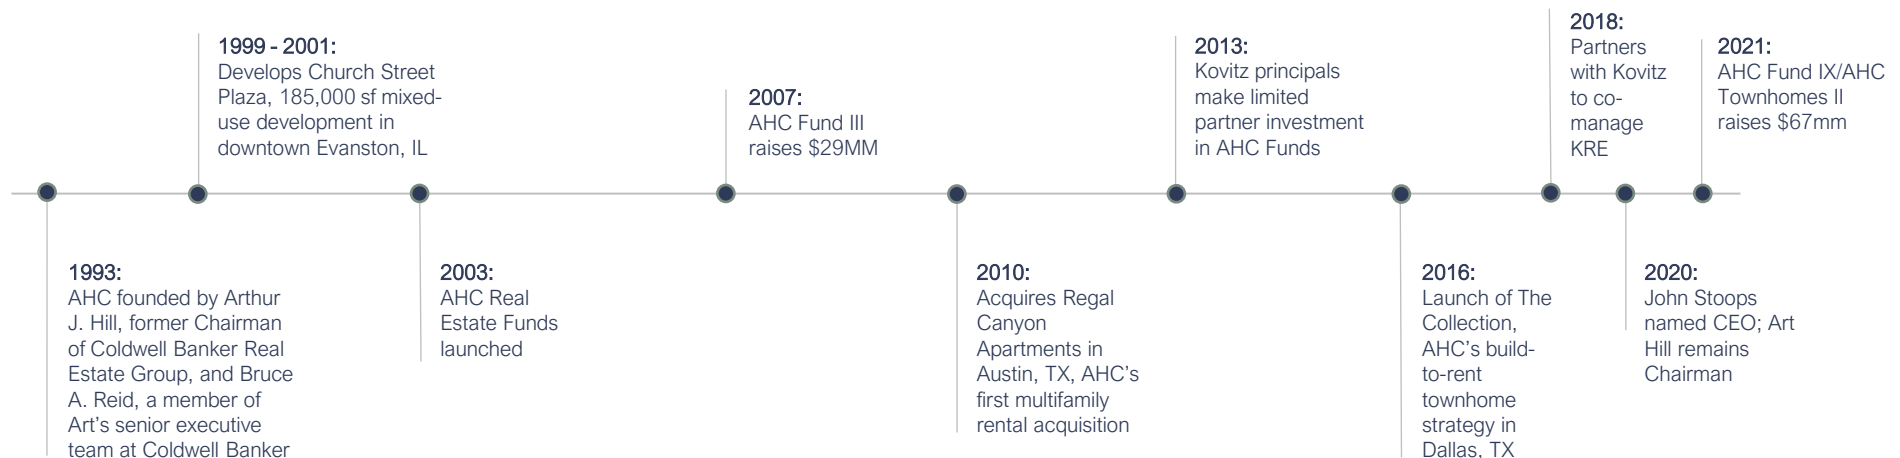 1993:
AHC founded by Arthur
J. Hill, former Chairman
of Coldwell Banker Real
Estate Group, and Bruce
A. Reid, a member of
Art's senior executive
team at Coldwell Banker
1999 - 2001:
Develops Church Street
Plaza, 185,000 sf mixed-
use development in
downtown Evanston, IL
2003:
AHC Real
Estate Funds
launched
2007:
AHC Fund III
raises $29MM
2010:
Acquires Regal
Canyon
Apartments in
Austin, TX, AHC's
first multifamily
rental acquisition
2013:
Kovitz principals
make limited
partner investment
in AHC Funds
2016:
Launch of The
Collection,
AHC's build-
to-rent
townhome
strategy in
Dallas, TX
2018:
Partners
with Kovitz
to co-
manage
KRE
2020:
John Stoops
named CEO; Art
Hill remains
Chairman
2021:
AHC Fund IX/AHC
Townhomes II
raises $67mm